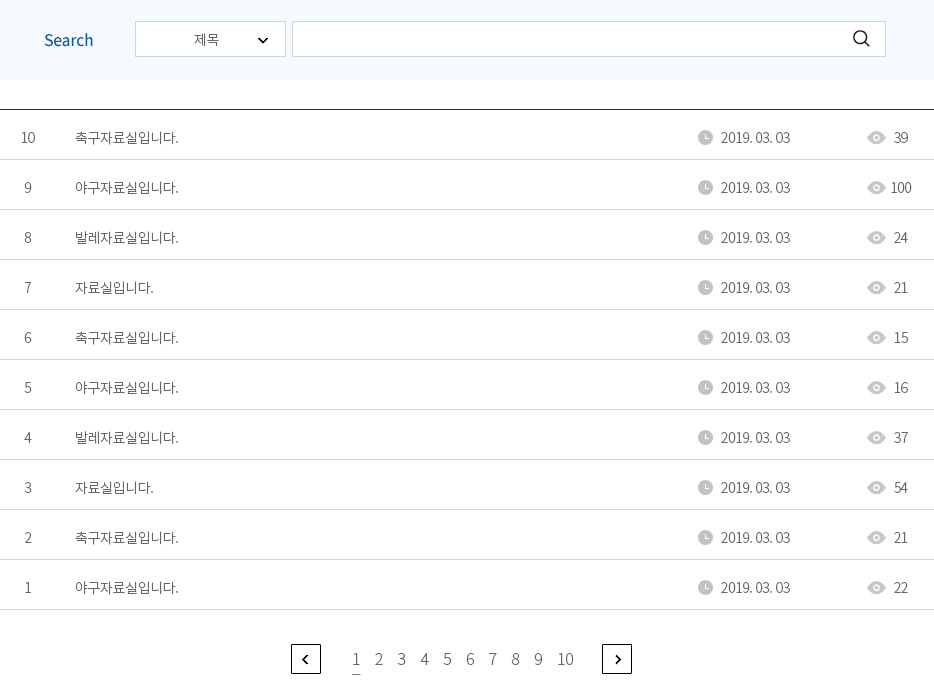 Search 제목
10 축구자료실입니다. 2019. 03. 03 39
9 야구자료실입니다. 2019. 03. 03 100
8 발레자료실입니다. 2019. 03. 03 24
7 자료실입니다. 2019. 03. 03 21
6 축구자료실입니다. 2019. 03. 03 15
5 야구자료실입니다. 2019. 03. 03 16
4 발레자료실입니다. 2019. 03. 03 37
3 자료실입니다. 2019. 03. 03 54
2 축구자료실입니다. 2019. 03. 03 21
1 야구자료실입니다. 2019. 03. 03 22
1 2 3 4 5 6 7 8 9 10